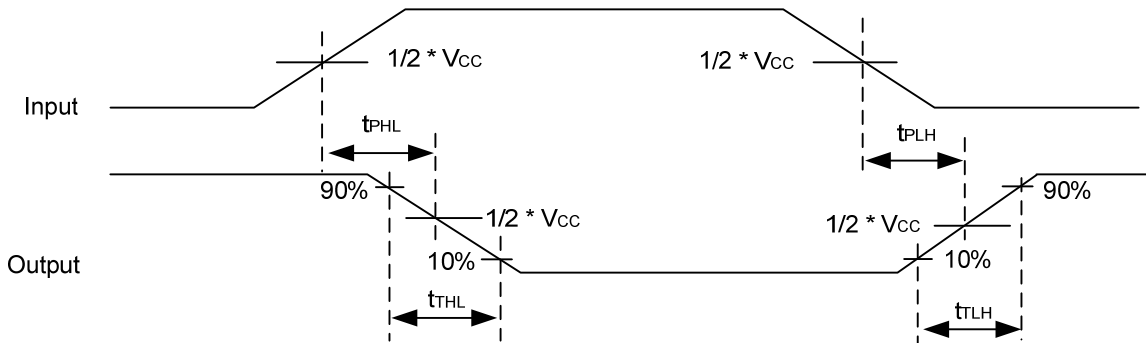 1/2 * VCC
1/2 * VCC
Input
tPHL
tPLH
90%
90%
1/2 * VCC
1/2 * VCC
10%
10%
Output
tTHL
tTLH